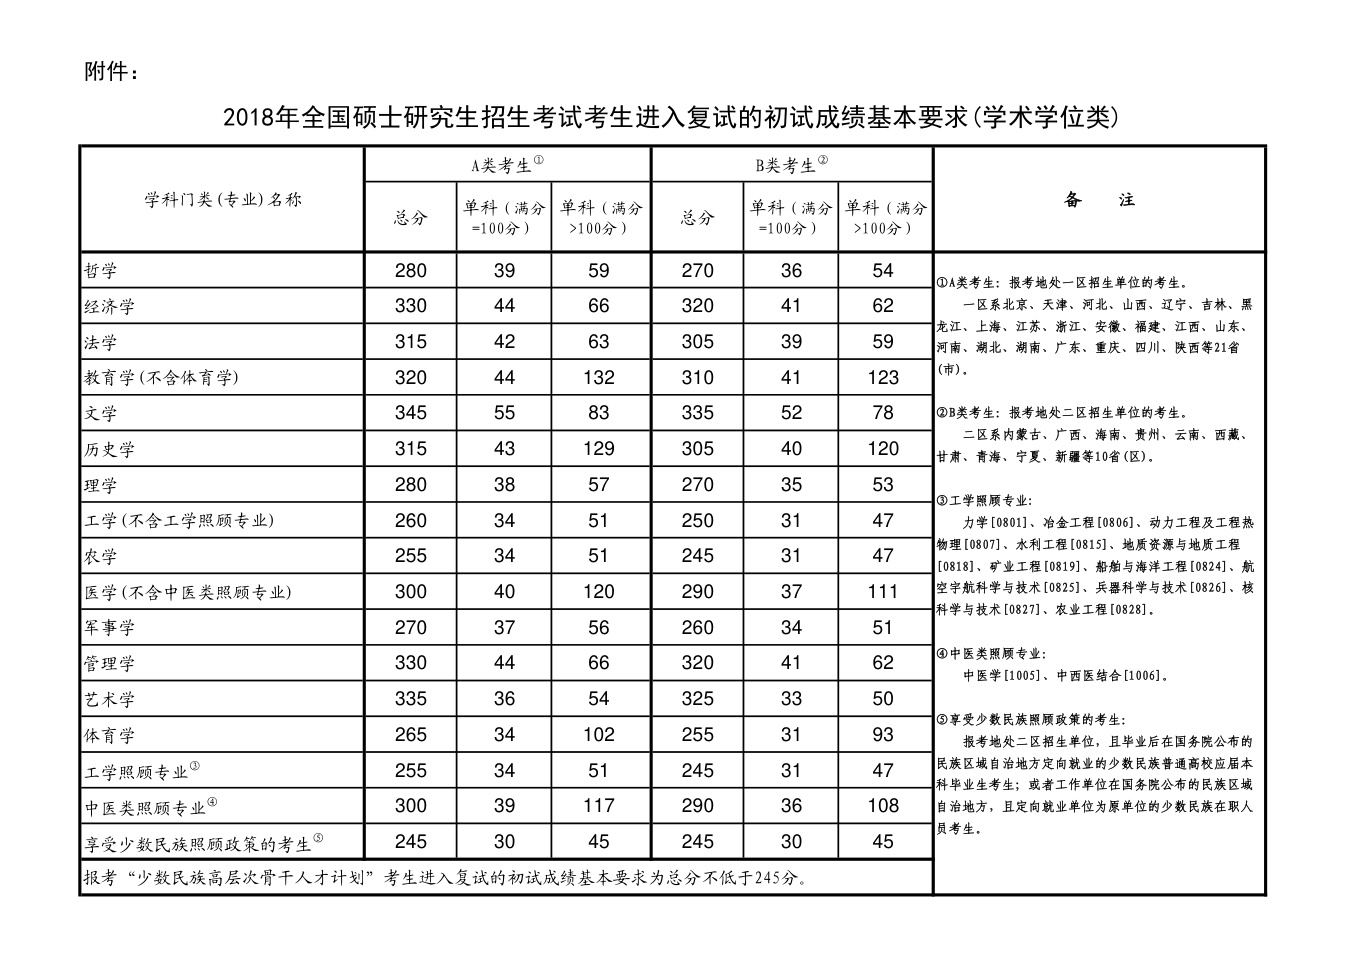 附件：
2018年全国硕士研究生招生考试考生进入复试的初试成绩基本要求(学术学位类)
学科门类(专业)名称 A类考生① B类考生② 备 注
总分 单科（满分=100分） 单科（满分>100分） 总分 单科（满分=100分） 单科（满分>100分）
哲学 280 39 59 270 36 54
经济学 330 44 66 320 41 62
法学 315 42 63 305 39 59
教育学(不含体育学) 320 44 132 310 41 123
文学 345 55 83 335 52 78
历史学 315 43 129 305 40 120
理学 280 38 57 270 35 53
工学(不含工学照顾专业) 260 34 51 250 31 47
农学 255 34 51 245 31 47
医学(不含中医类照顾专业) 300 40 120 290 37 111
军事学 270 37 56 260 34 51
管理学 330 44 66 320 41 62
艺术学 335 36 54 325 33 50
体育学 265 34 102 255 31 93
工学照顾专业③ 255 34 51 245 31 47
中医类照顾专业④ 300 39 117 290 36 108
享受少数民族照顾政策的考生⑤ 245 30 45 245 30 45
报考“少数民族高层次骨干人才计划”考生进入复试的初试成绩基本要求为总分不低于245分。
①A类考生：报考地处一区招生单位的考生。
一区系北京、天津、河北、山西、辽宁、吉林、黑
龙江、上海、江苏、浙江、安徽、福建、江西、山东、
河南、湖北、湖南、广东、重庆、四川、陕西等21省
(市)。
②B类考生：报考地处二区招生单位的考生。
二区系内蒙古、广西、海南、贵州、云南、西藏、
甘肃、青海、宁夏、新疆等10省(区)。
③工学照顾专业：
力学[0801]、冶金工程[0806]、动力工程及工程热
物理[0807]、水利工程[0815]、地质资源与地质工程
[0818]、矿业工程[0819]、船舶与海洋工程[0824]、航
空宇航科学与技术[0825]、兵器科学与技术[0826]、核
科学与技术[0827]、农业工程[0828]。
④中医类照顾专业：
中医学[1005]、中西医结合[1006]。
⑤享受少数民族照顾政策的考生：
报考地处二区招生单位，且毕业后在国务院公布的
民族区域自治地方定向就业的少数民族普通高校应届本
科毕业生考生；或者工作单位在国务院公布的民族区域
自治地方，且定向就业单位为原单位的少数民族在职人
员考生。